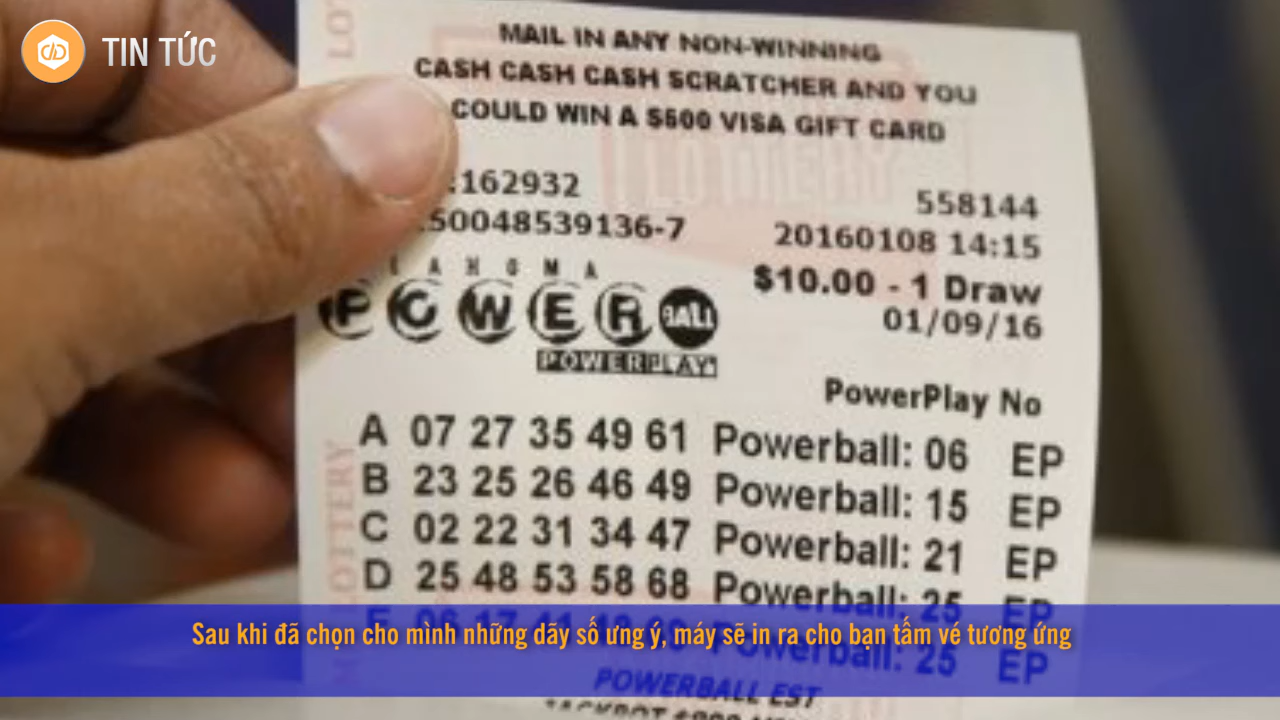 TIN TỨC
MAIL IN ANY NON-WINNING
CASH CASH CASH SCRATCHER AND YOU
COULD WIN A $500 VISA GIFT CARD
162932
558144
50048539136-7
20160108 14:15
LAHOMA
$10.00 - 1 Draw
POWER BALL
01/09/16
POWERPLAY
PowerPlay No
A 07 27 35 49 61 Powerball: 06 EP
B 23 25 26 46 49 Powerball: 15 EP
C 02 22 31 34 47 Powerball: 21 EP
D 25 48 53 58 68 Powerball: 25 EP
Powerball: 25 EP
Sau khi đã chọn cho mình những dãy số ưng ý, máy sẽ in ra cho bạn tấm vé tương ứng
POWERBALL EST
LOTTERY